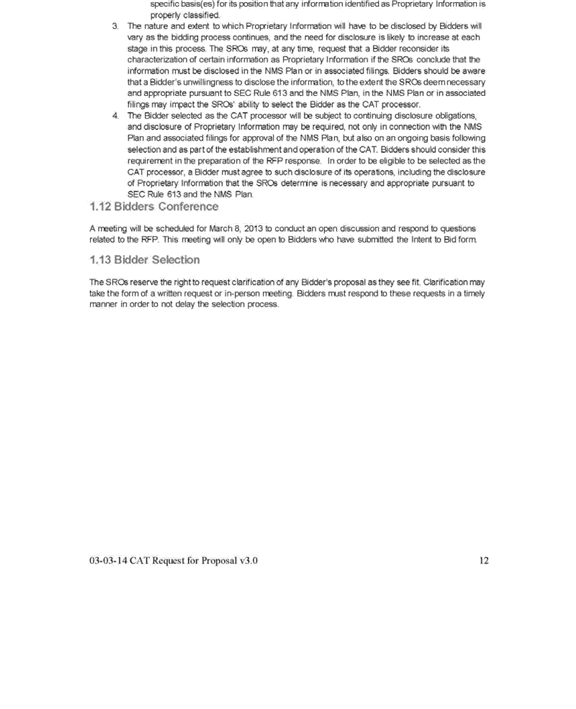 specific basis(es) for its position that any information identified as Proprietary Information is
properly classified.
3. The nature and extent to which Proprietary Information will have to be disclosed by Bidders will
vary as the bidding process continues, and the need for disclosure is likely to increase at each
stage in this process. The SROs may, at any time, request that a Bidder reconsider its
characterization of certain information as Proprietary Information if the SROs conclude that the
information must be disclosed in the NMS Plan or in associated filings. Bidders should be aware
that a Bidder's unwillingness to disclose the information, to the extent the SROs deem necessary
and appropriate pursuant to SEC Rule 613 and the NMS Plan, in the NMS Plan or in associated
filings may impact the SROs' ability to select the Bidder as the CAT processor.
4. The Bidder selected as the CAT processor will be subject to continuing disclosure obligations,
and disclosure of Proprietary Information may be required, not only in connection with the NMS
Plan and associated filings for approval of the NMS Plan, but also on an ongoing basis following
selection and as part of the establishment and operation of the CAT. Bidders should consider this
requirement in the preparation of the RFP response. In order to be eligible to be selected as the
CAT processor, a Bidder must agree to such disclosure of its operations, including the disclosure
of Proprietary Information that the SROs determine is necessary and appropriate pursuant to
SEC Rule 613 and the NMS Plan.
1.12 Bidders Conference
A meeting will be scheduled for March 8, 2013 to conduct an open discussion and respond to questions
related to the RFP. This meeting will only be open to Bidders who have submitted the Intent to Bid form.
1.13 Bidder Selection
The SROs reserve the right to request clarification of any Bidder's proposal as they see fit. Clarification may
take the form of a written request or in-person meeting. Bidders must respond to these requests in a timely
manner in order to not delay the selection process.
03-03-14 CAT Request for Proposal v3.0 12